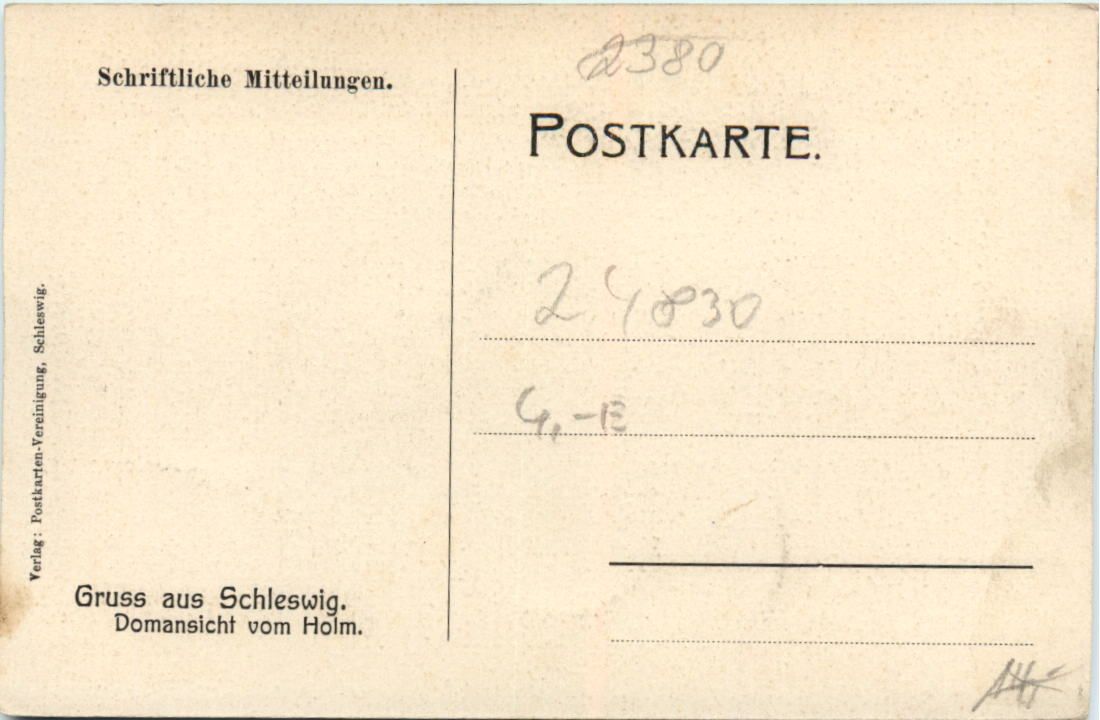 2380
Schriftliche Mitteilungen.
POSTKARTE.
24830
4,-E
Verlag: Postkarten-Vereinigung, Schleswig.
Gruss aus Schleswig.
Domansicht vom Holm.